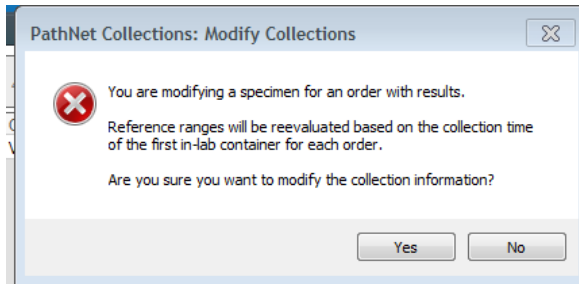 PathNet Collections: Modify Collections
You are modifying a specimen for an order with results.
Reference ranges will be reevaluated based on the collection time
of the first in-lab container for each order.
Are you sure you want to modify the collection information?
Yes No